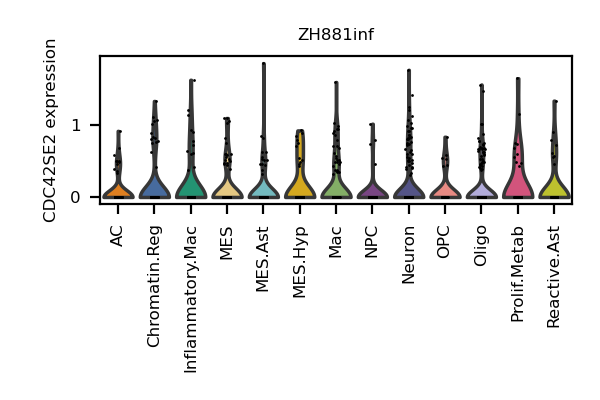 ZH881inf
CDC42SE2 expression
1
0
AC
Chromatin.Reg
Inflammatory.Mac
MES
MES.Ast
MES.Hyp
Mac
NPC
Neuron
OPC
Oligo
Prolif.Metab
Reactive.Ast